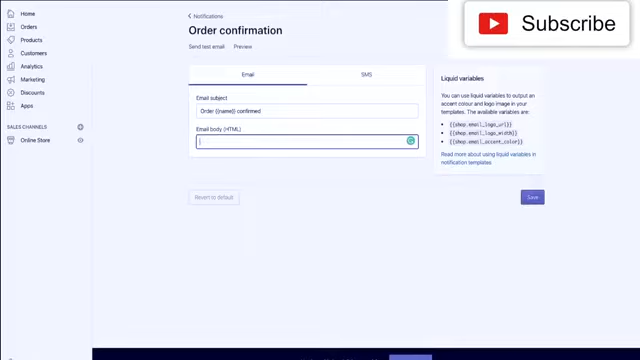 Home
Orders
Products
Customers
Analytics
Marketing
Discounts
Apps
SALES CHANNELS
Online Store
Notifications
Order confirmation
Send test email Preview
Email SMS
Email subject
Order {{name}} confirmed
Email body (HTML)
Revert to default
Save
Liquid variables
You can use liquid variables to output an
accent colour and logo image in your
templates. The available variables are:
{{shop.email_logo_url}}
{{shop.email_logo_width}}
{{shop.email_accent_color}}
Read more about using liquid variables in
notification templates.
Subscribe